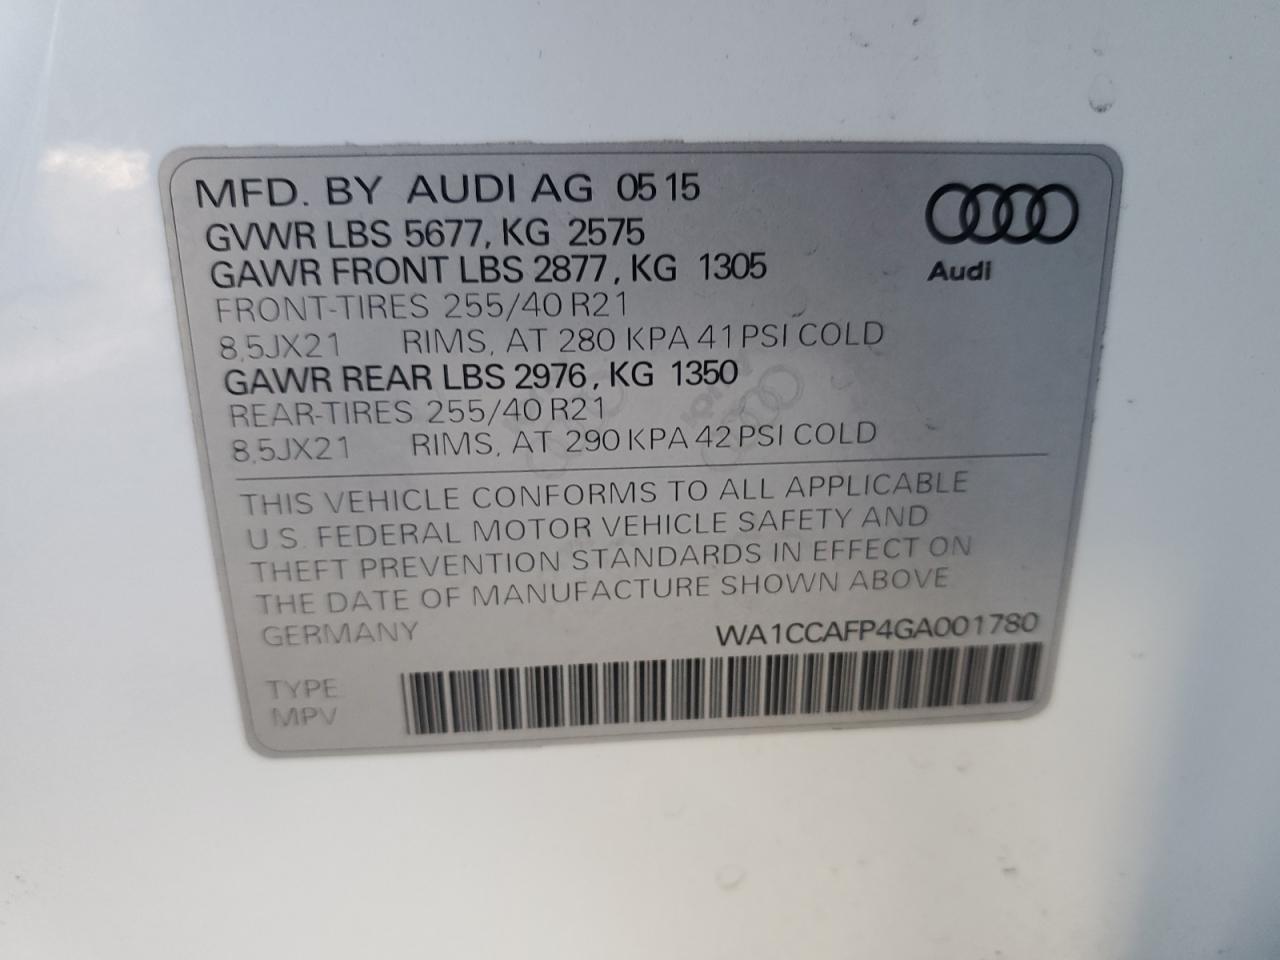 MFD. BY AUDI AG 05 15
GVWR LBS 5677, KG 2575
GAWR FRONT LBS 2877, KG 1305
FRONT-TIRES 255/40 R21
8,5JX21 RIMS, AT 280 KPA 41 PSI COLD
GAWR REAR LBS 2976, KG 1350
REAR-TIRES 255/40 R21
8,5JX21 RIMS, AT 290 KPA 42 PSI COLD
Audi
THIS VEHICLE CONFORMS TO ALL APPLICABLE
U.S. FEDERAL MOTOR VEHICLE SAFETY AND
THEFT PREVENTION STANDARDS IN EFFECT ON
THE DATE OF MANUFACTURE SHOWN ABOVE
GERMANY WA1CCAFP4GA001780
TYPE
MPV